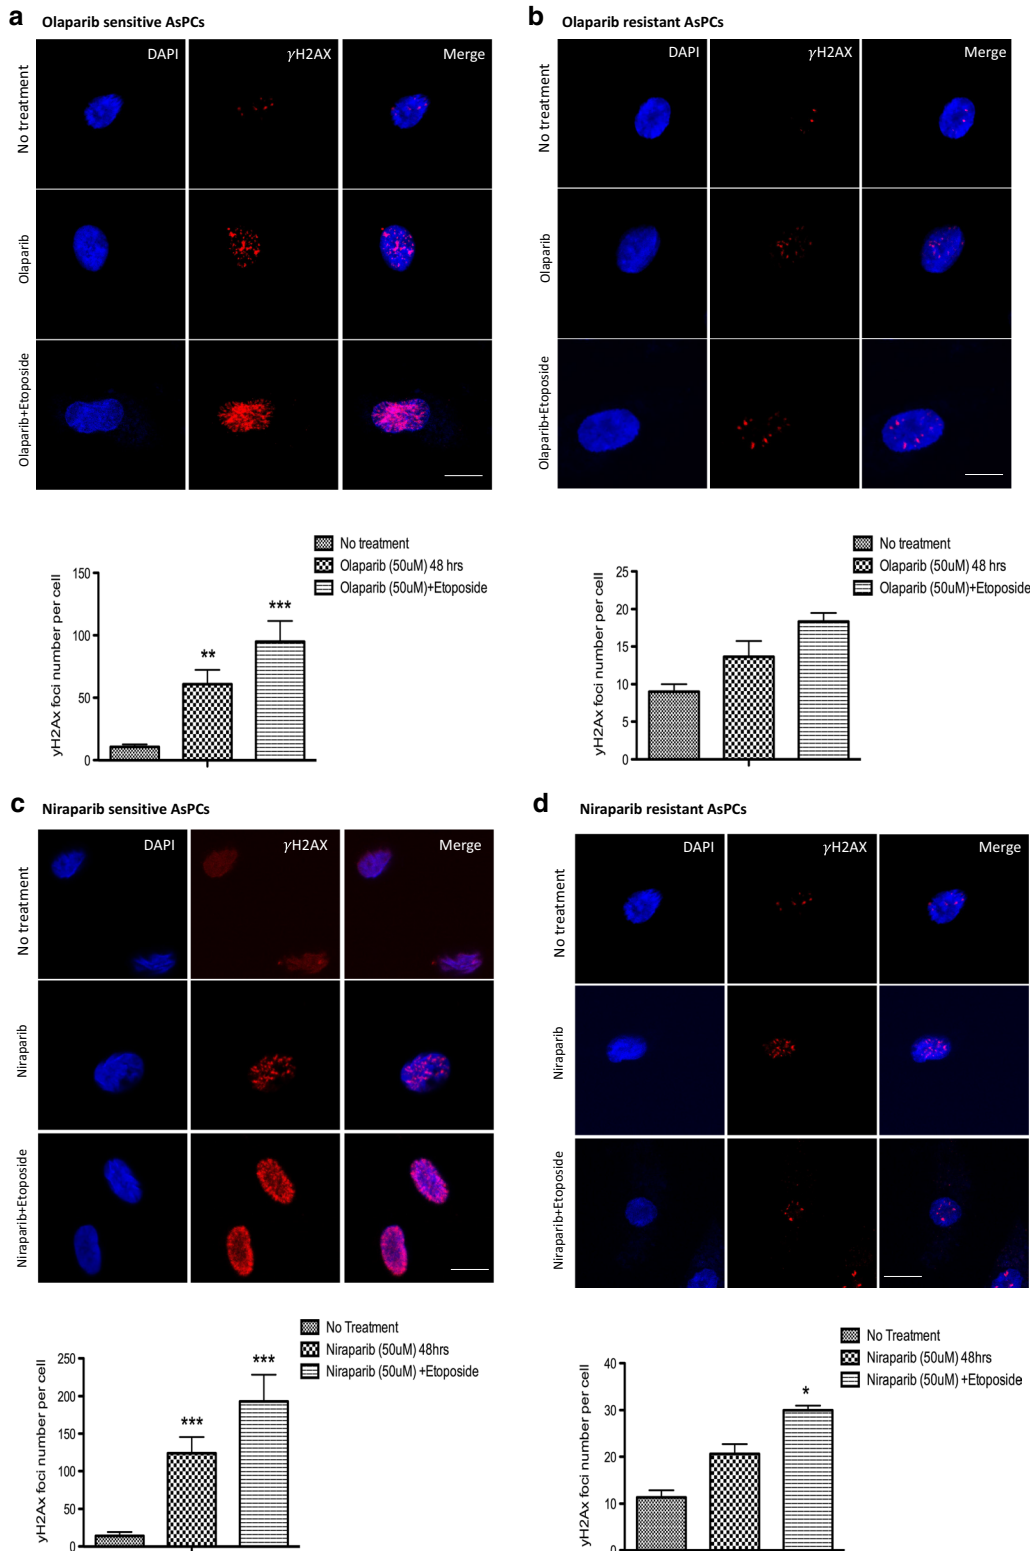 a Olaparib sensitive AsPCs
DAPI γH2AX Merge
No treatment
Olaparib
Olaparib+Etoposide
No treatment
Olaparib (50uM) 48 hrs
Olaparib (50uM)+Etoposide
yH2Ax foci number per cell
150
100
50
0
**
***
b Olaparib resistant AsPCs
DAPI γH2AX Merge
No treatment
Olaparib
Olaparib+Etoposide
No treatment
Olaparib (50uM) 48 hrs
Olaparib (50uM)+Etoposide
yH2Ax foci number per cell
25
20
15
10
5
0
c Niraparib sensitive AsPCs
DAPI γH2AX Merge
No treatment
Niraparib
Niraparib+Etoposide
No Treatment
Niraparib (50uM) 48hrs
Niraparib (50uM) +Etoposide
yH2Ax foci number per cell
250
200
150
100
50
0
***
***
d Niraparib resistant AsPCs
DAPI γH2AX Merge
No treatment
Niraparib
Niraparib+Etoposide
No Treatment
Niraparib (50uM) 48hrs
Niraparib (50uM) +Etoposide
yH2Ax foci number per cell
40
30
20
10
0
*